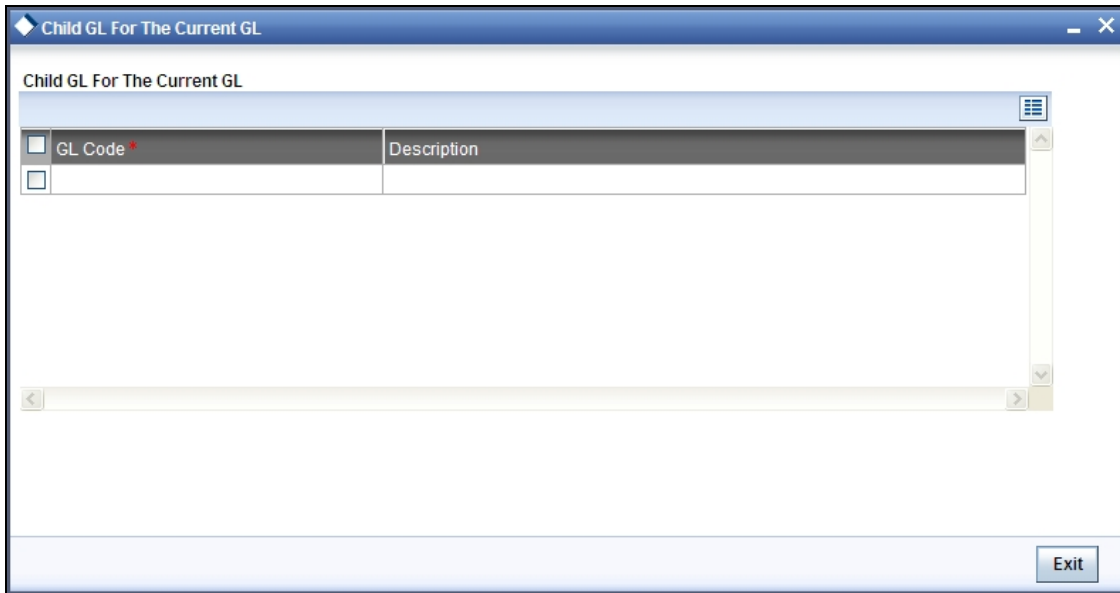 Child GL For The Current GL
Child GL For The Current GL
GL Code * Description
Exit